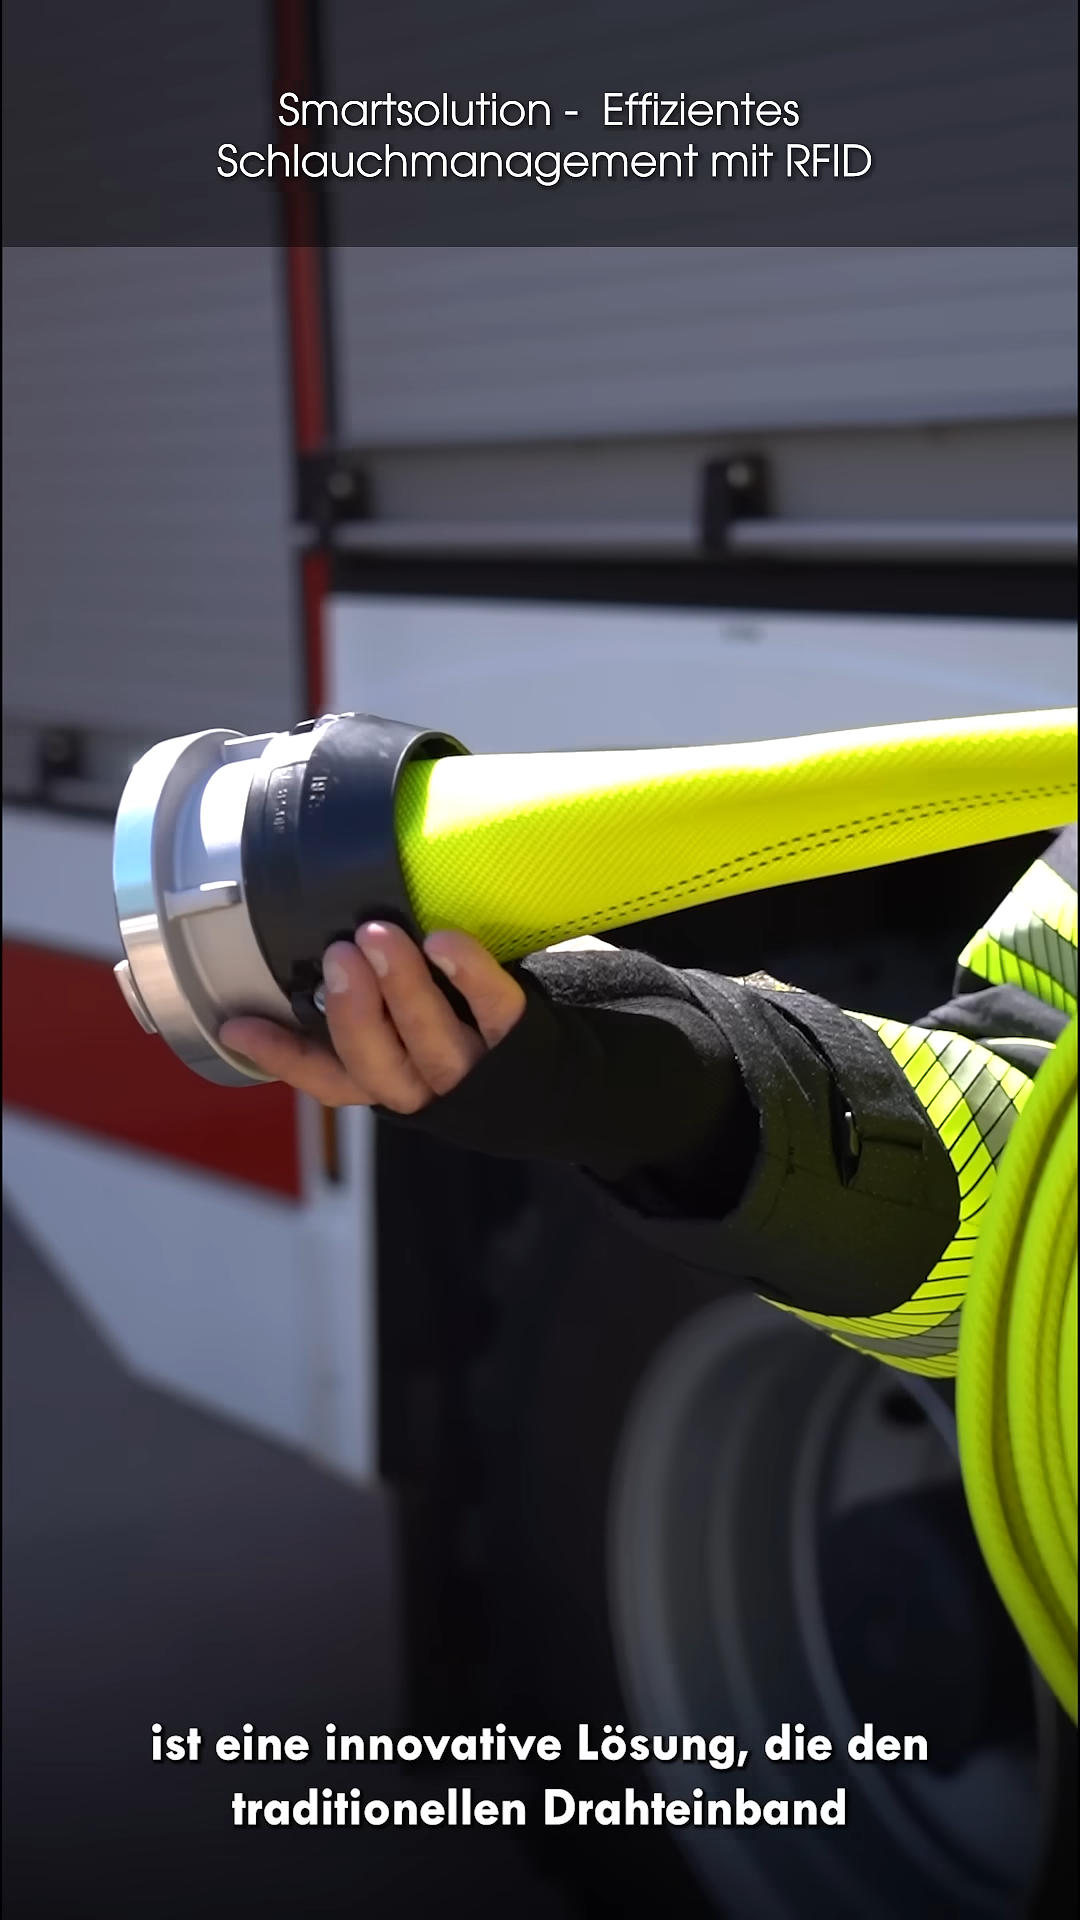 Smartsolution - Effizientes
Schlauchmanagement mit RFID
ist eine innovative Lösung, die den
traditionellen Drahteinband